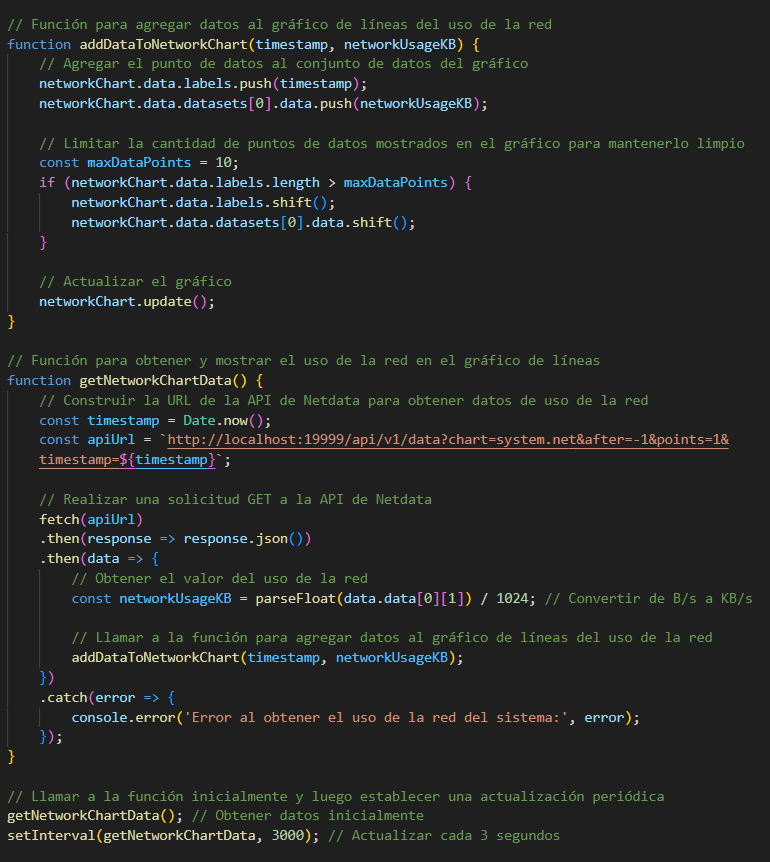 // Función para agregar datos al gráfico de líneas del uso de la red
function addDataToNetworkChart(timestamp, networkUsageKB) {
    // Agregar el punto de datos al conjunto de datos del gráfico
    networkChart.data.labels.push(timestamp);
    networkChart.data.datasets[0].data.push(networkUsageKB);

    // Limitar la cantidad de puntos de datos mostrados en el gráfico para mantenerlo limpio
    const maxDataPoints = 10;
    if (networkChart.data.labels.length > maxDataPoints) {
        networkChart.data.labels.shift();
        networkChart.data.datasets[0].data.shift();
    }

    // Actualizar el gráfico
    networkChart.update();
}

// Función para obtener y mostrar el uso de la red en el gráfico de líneas
function getNetworkChartData() {
    // Construir la URL de la API de Netdata para obtener datos de uso de la red
    const timestamp = Date.now();
    const apiUrl = `http://localhost:19999/api/v1/data?chart=system.net&after=-1&points=1&
    timestamp=${timestamp}`;

    // Realizar una solicitud GET a la API de Netdata
    fetch(apiUrl)
    .then(response => response.json())
    .then(data => {
        // Obtener el valor del uso de la red
        const networkUsageKB = parseFloat(data.data[0][1]) / 1024; // Convertir de B/s a KB/s

        // Llamar a la función para agregar datos al gráfico de líneas del uso de la red
        addDataToNetworkChart(timestamp, networkUsageKB);
    })
    .catch(error => {
        console.error('Error al obtener el uso de la red del sistema:', error);
    });
}

// Llamar a la función inicialmente y luego establecer una actualización periódica
getNetworkChartData(); // Obtener datos inicialmente
setInterval(getNetworkChartData, 3000); // Actualizar cada 3 segundos